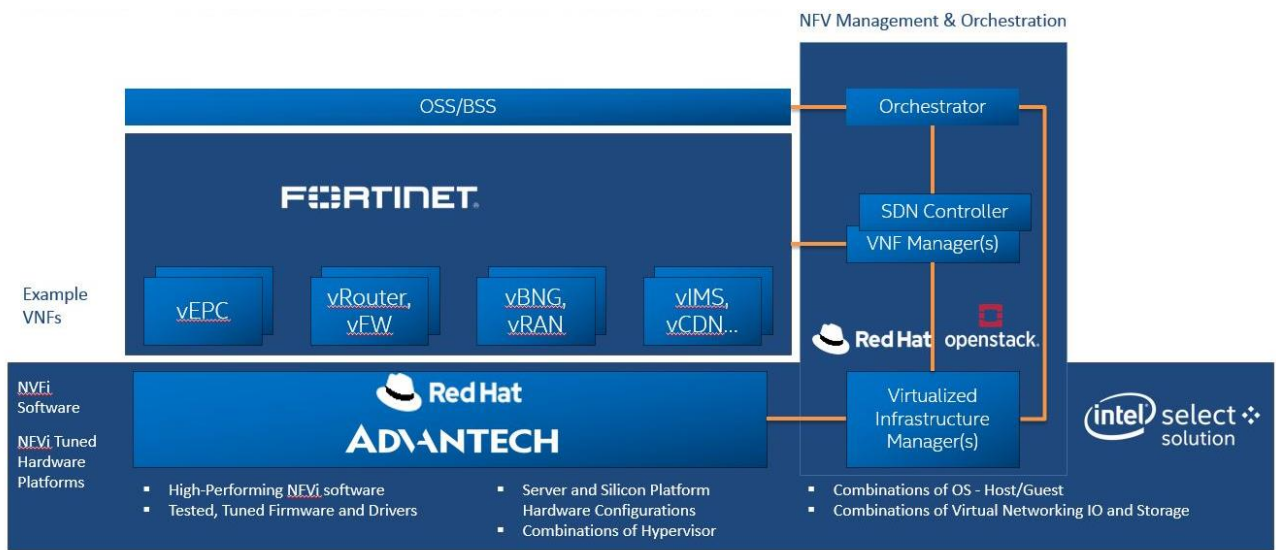 NFV Management & Orchestration
OSS/BSS
Orchestrator
FORTINET.
SDN Controller
VNF Manager(s)
Example
VNFs
vEPC
vRouter,
vFW
vBNG,
vRAN
vIMS,
vCDN...
Red Hat
openstack.
NVFi
Software
NFVi Tuned
Hardware
Platforms
Red Hat
ADVANTECH
Virtualized
Infrastructure
Manager(s)
intel select
solution
▪ High-Performing NFVi software
▪ Tested, Tuned Firmware and Drivers
▪ Server and Silicon Platform
Hardware Configurations
▪ Combinations of Hypervisor
▪ Combinations of OS - Host/Guest
▪ Combinations of Virtual Networking IO and Storage